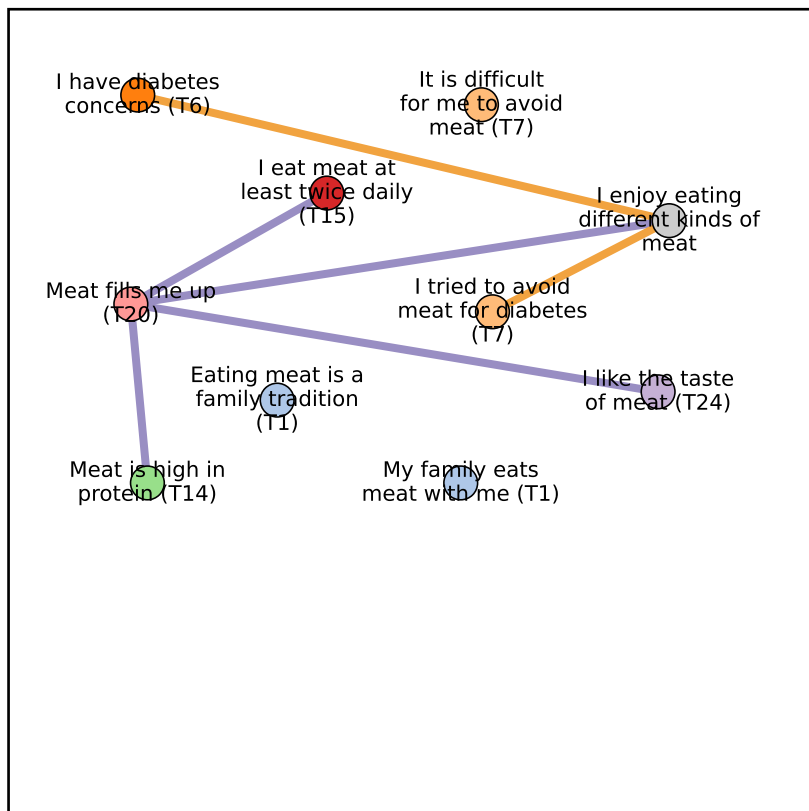 I have diabetes
concerns (T6)
It is difficult
for me to avoid
meat (T7)
I eat meat at
least twice daily
(T15)
I enjoy eating
different kinds of
meat
Meat fills me up
(T20)
I tried to avoid
meat for diabetes
(T7)
Eating meat is a
family tradition
(T1)
I like the taste
of meat (T24)
Meat is high in
protein (T14)
My family eats
meat with me (T1)